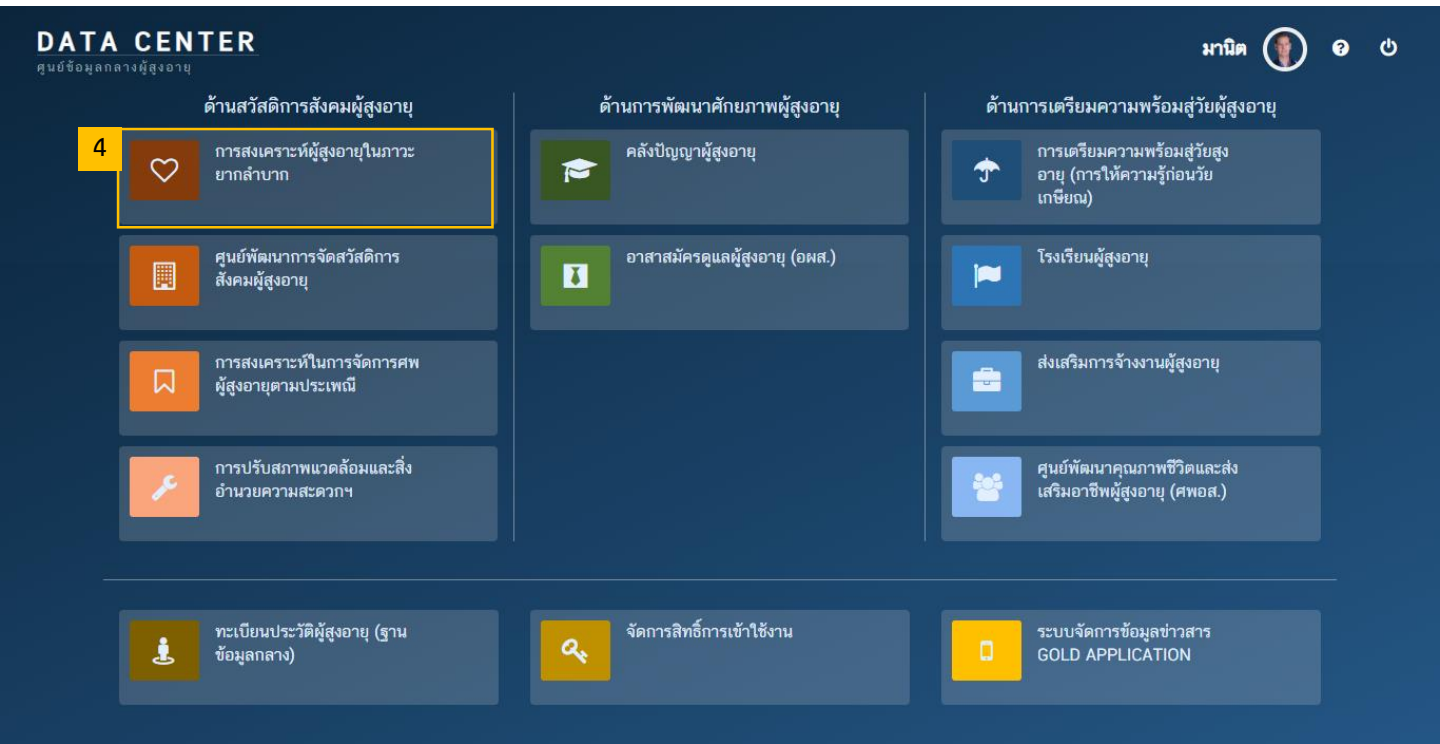 DATA CENTER
ศูนย์ข้อมูลกลางผู้สูงอายุ
มานิต
ด้านสวัสดิการสังคมผู้สูงอายุ
4
การสงเคราะห์ผู้สูงอายุในภาวะ
ยากลำบาก
ศูนย์พัฒนาการจัดสวัสดิการ
สังคมผู้สูงอายุ
การสงเคราะห์ในการจัดการศพ
ผู้สูงอายุตามประเพณี
การปรับสภาพแวดล้อมและสิ่ง
อำนวยความสะดวกฯ
ด้านการพัฒนาศักยภาพผู้สูงอายุ
คลังปัญญาผู้สูงอายุ
อาสาสมัครดูแลผู้สูงอายุ (อผส.)
ด้านการเตรียมความพร้อมสู่วัยผู้สูงอายุ
การเตรียมความพร้อมสู่วัยสูง
อายุ (การให้ความรู้ก่อนวัย
เกษียณ)
โรงเรียนผู้สูงอายุ
ส่งเสริมการจ้างงานผู้สูงอายุ
ศูนย์พัฒนาคุณภาพชีวิตและส่ง
เสริมอาชีพผู้สูงอายุ (ศพอส.)
ทะเบียนประวัติผู้สูงอายุ (ฐาน
ข้อมูลกลาง)
จัดการสิทธิ์การเข้าใช้งาน
ระบบจัดการข้อมูลข่าวสาร
GOLD APPLICATION